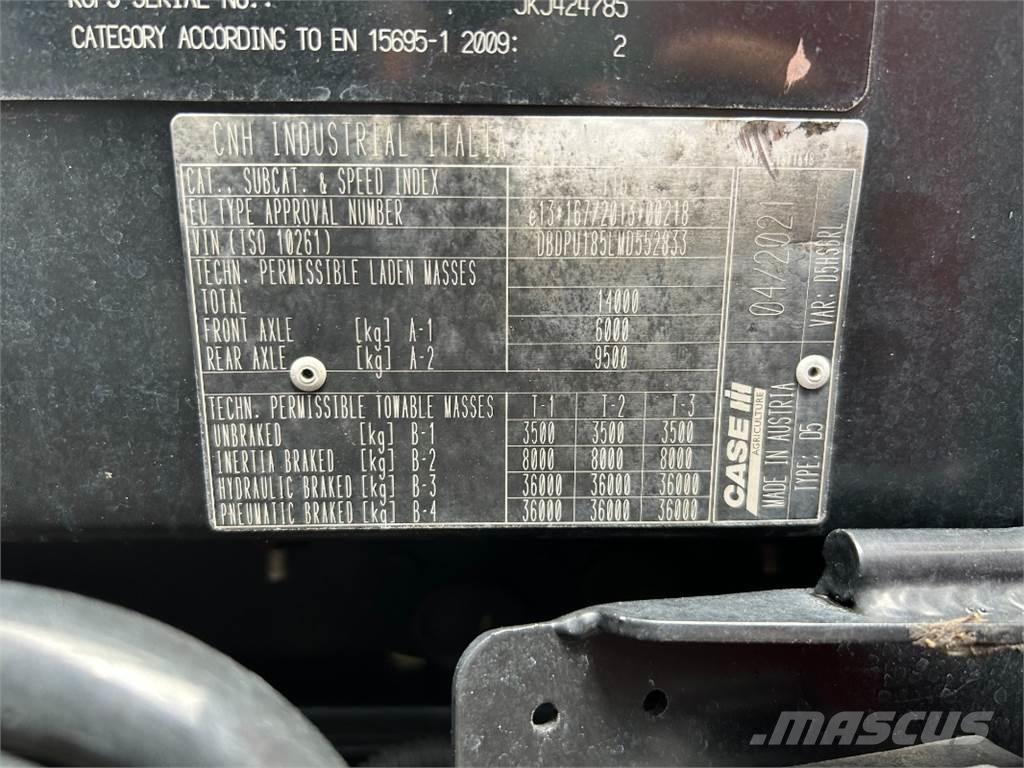 SERIAL NO.: JKJ424785
CATEGORY ACCORDING TO EN 15695-1 2009: 2
CNH INDUSTRIAL ITALIA
CAT., SUBCAT. & SPEED INDEX
EU TYPE APPROVAL NUMBER e13*167/2013*00218
VIN (ISO 10261)
TECHN. PERMISSIBLE LADEN MASSES
TOTAL 14000
FRONT AXLE [kg] A-1 6000
REAR AXLE [kg] A-2 9500
TECHN. PERMISSIBLE TOWABLE MASSES T-1 T-2 T-3
UNBRAKED [kg] B-1 3500 3500 3500
INERTIA BRAKED [kg] B-2 8000 8000 8000
HYDRAULIC BRAKED [kg] B-3 36000 36000 36000
PNEUMATIC BRAKED [kg] B-4 36000 36000 36000
04/2021
CASE IH
AGRICULTURE
MADE IN AUSTRIA
TYPE: D5 VAR: D5HSBRL
MASCUS